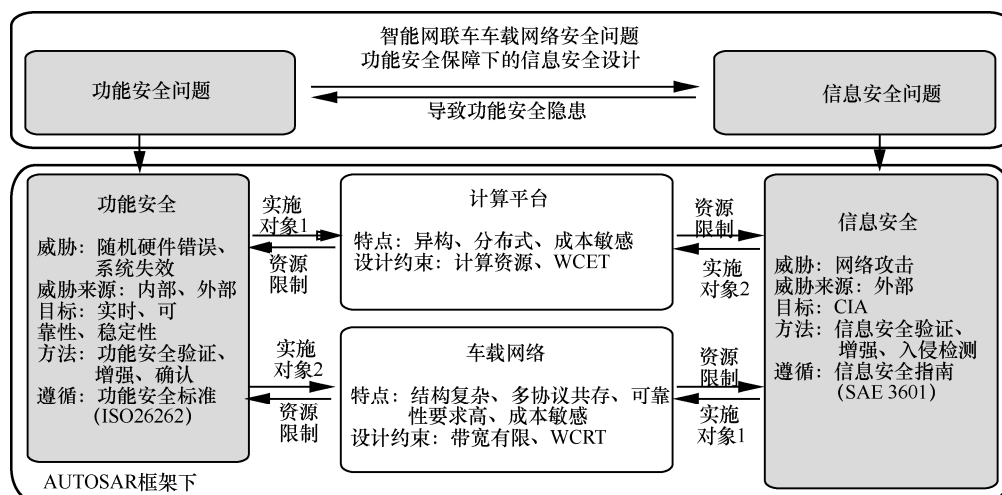 智能网联车车载网络安全问题
功能安全保障下的信息安全设计
功能安全问题
导致功能安全隐患
信息安全问题
功能安全
威胁：随机硬件错误、
系统失效
威胁来源：内部、外部
目标：实时、可
靠性、稳定性
方法：功能安全验证、
增强、确认
遵循：功能安全标准
(ISO26262)
实施
对象1
资源
限制
实施
对象2
资源
限制
计算平台
特点：异构、分布式、成本敏感
设计约束：计算资源、WCET
车载网络
特点：结构复杂、多协议共存、可靠
性要求高、成本敏感
设计约束：带宽有限、WCRT
资源
限制
实施
对象2
资源
限制
实施
对象1
信息安全
威胁：网络攻击
威胁来源：外部
目标：CIA
方法：信息安全验证、
增强、入侵检测
遵循：信息安全指南
(SAE 3601)
AUTOSAR框架下